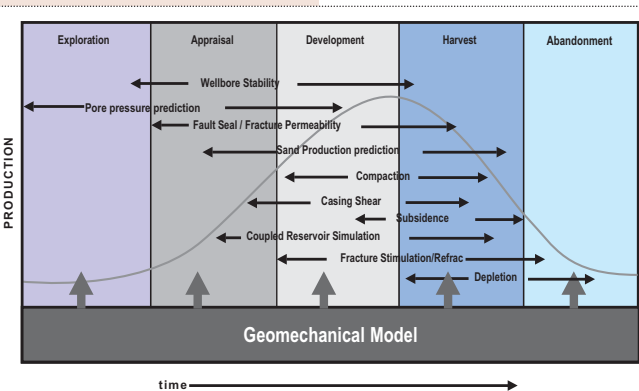 Exploration
Appraisal
Development
Harvest
Abandonment
Wellbore Stability
Pore pressure prediction
Fault Seal / Fracture Permeability
Sand Production prediction
Compaction
Casing Shear
Subsidence
Coupled Reservoir Simulation
Fracture Stimulation/Refrac
Depletion
PRODUCTION
Geomechanical Model
time